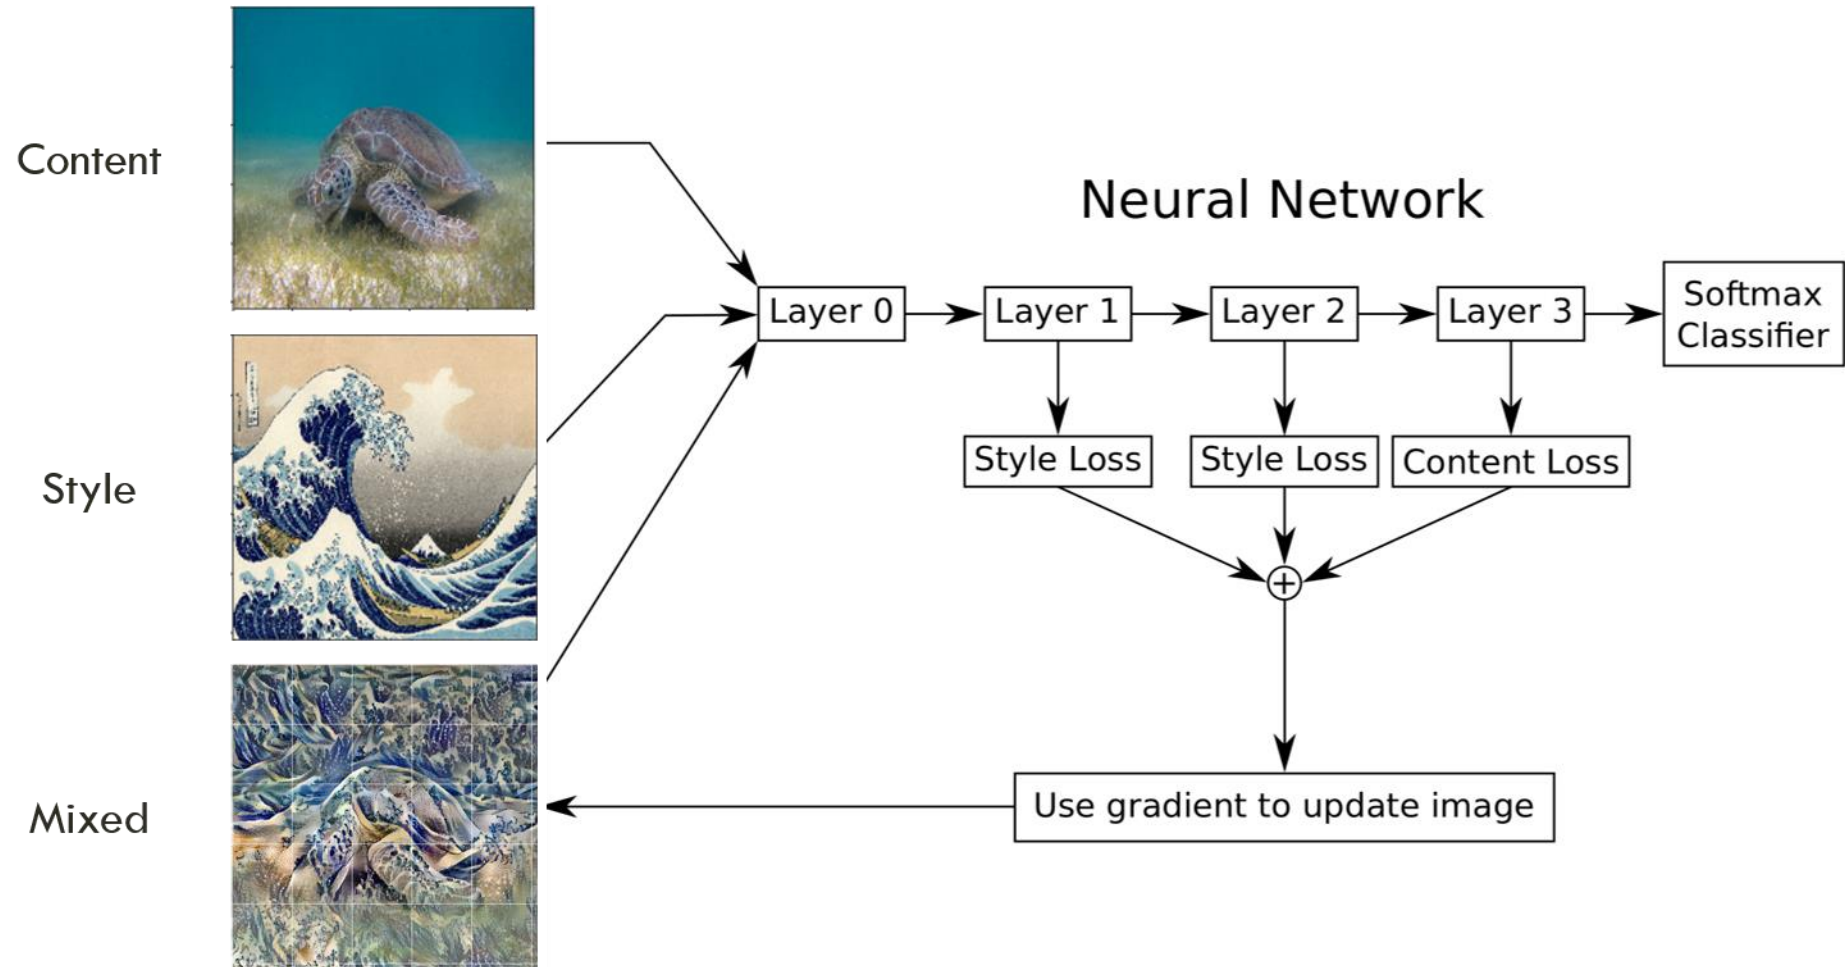 Content
Neural Network
Layer 0
Layer 1
Layer 2
Layer 3
Softmax
Classifier
Style Loss
Style Loss
Content Loss
Style
+
Mixed
Use gradient to update image